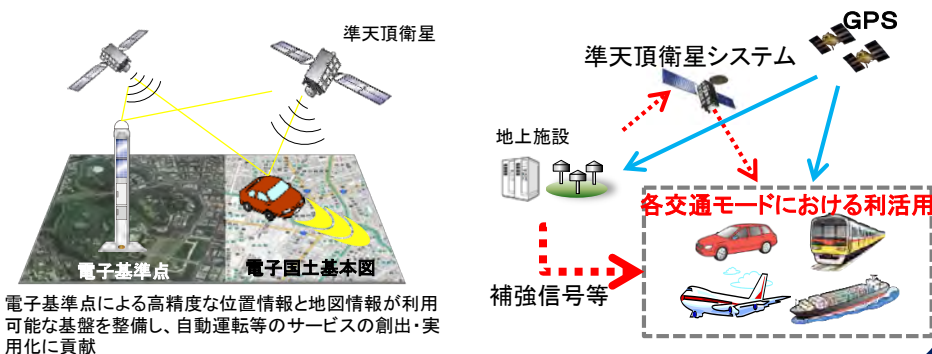 準天頂衛星
電子基準点
電子国土基本図
電子基準点による高精度な位置情報と地図情報が利用
可能な基盤を整備し、自動運転等のサービスの創出・実
用化に貢献
GPS
準天頂衛星システム
地上施設
各交通モードにおける利活用
補強信号等